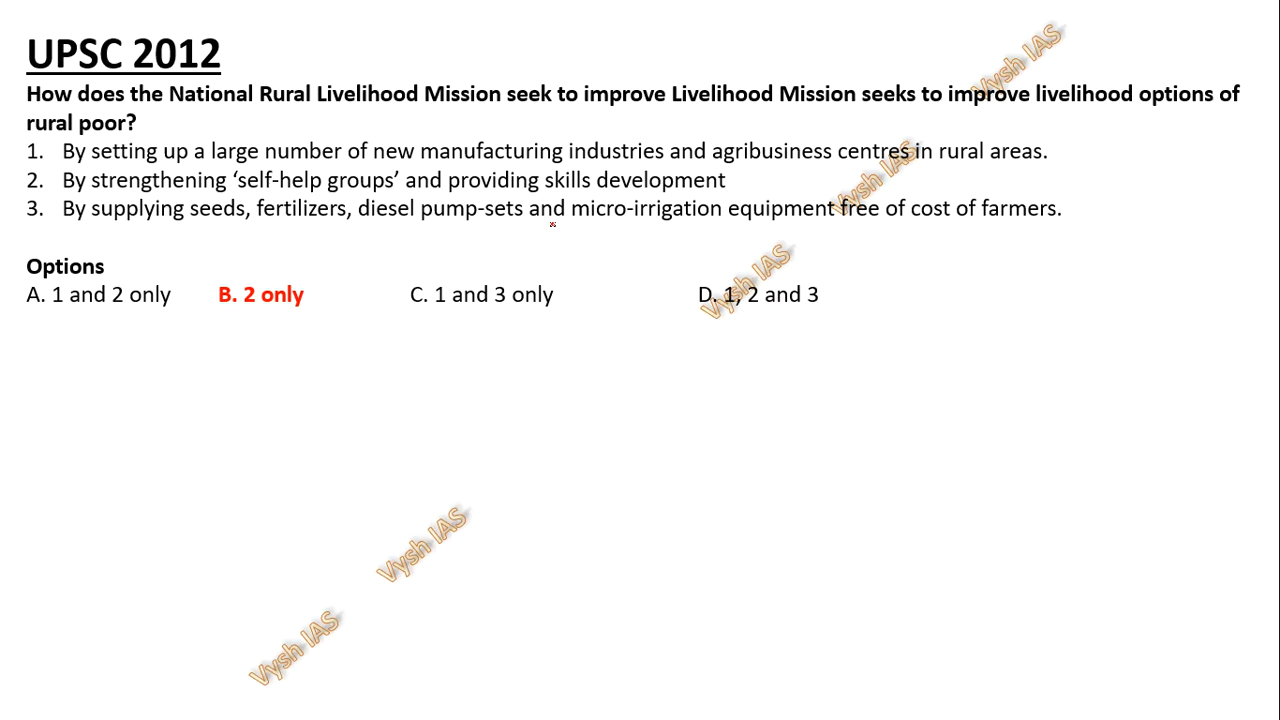 UPSC 2012
How does the National Rural Livelihood Mission seek to improve Livelihood Mission seeks to improve livelihood options of
rural poor?
1. By setting up a large number of new manufacturing industries and agribusiness centres in rural areas.
2. By strengthening ‘self-help groups’ and providing skills development
3. By supplying seeds, fertilizers, diesel pump-sets and micro-irrigation equipment free of cost of farmers.
Options
A. 1 and 2 only B. 2 only C. 1 and 3 only D. 1, 2 and 3
Vysh IAS
Vysh IAS
Vysh IAS
Vysh IAS
Vysh IAS